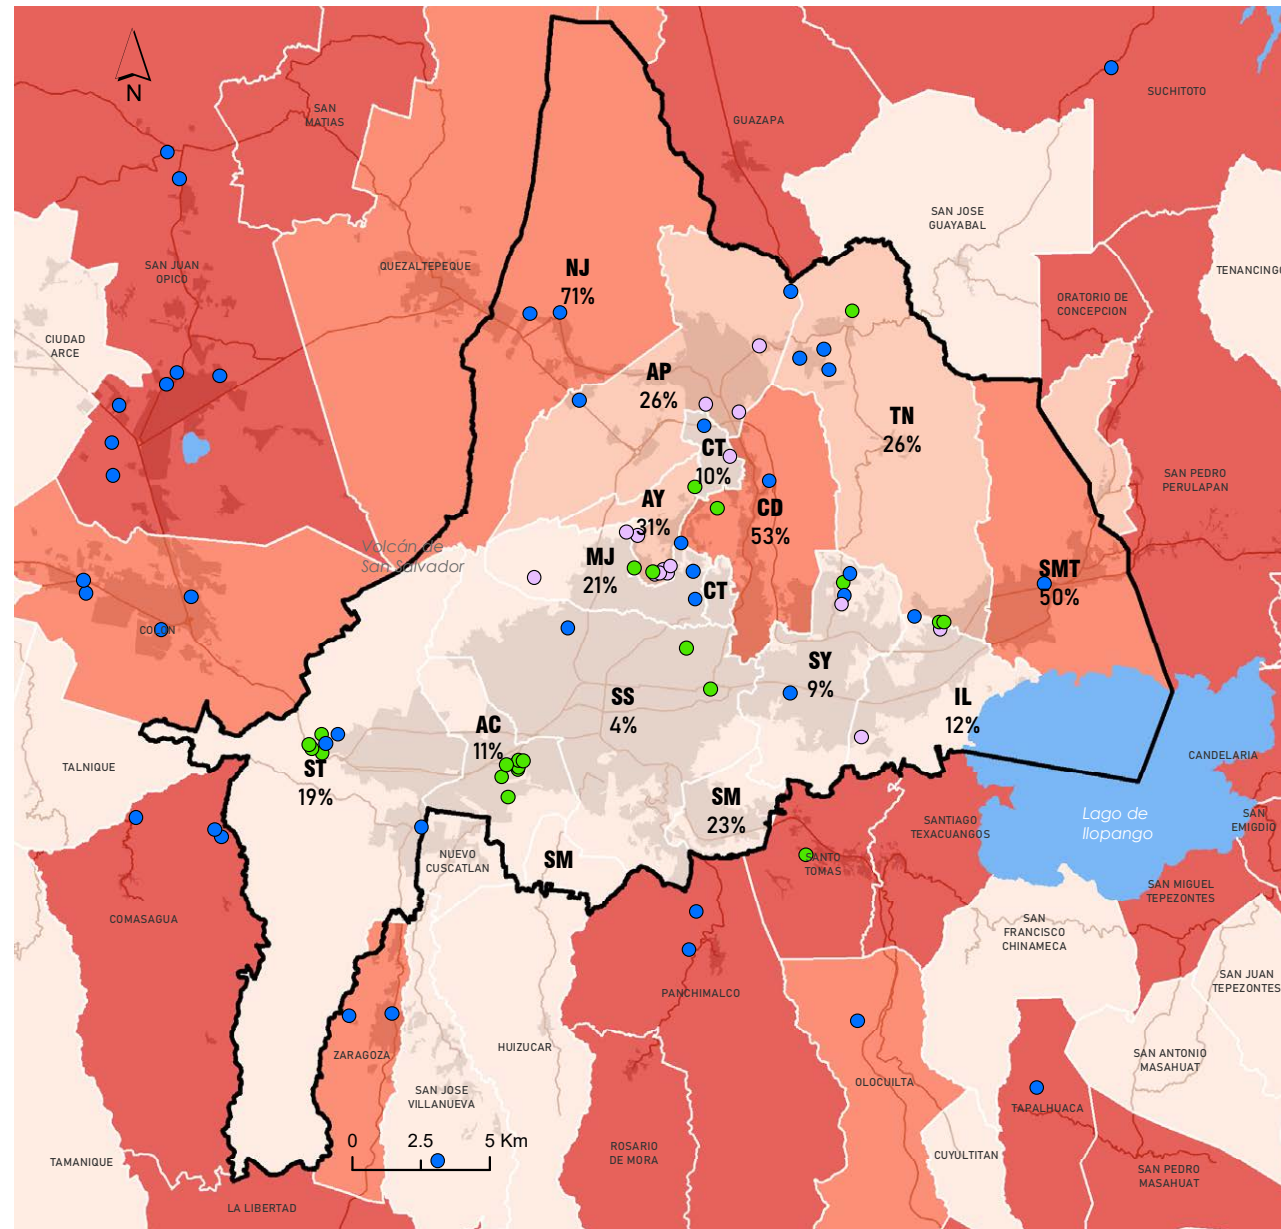 N
SUCHITOTO
SAN
MATIAS
GUAZAPA
SAN JOSE
GUAYABAL
SAN JUAN
OPICO
QUEZALTEPEQUE
NJ
71%
TENANCINGO
ORATORIO DE
CONCEPCION
CIUDAD
ARCE
AP
26%
TN
26%
CT
10%
SAN PEDRO
PERULAPAN
AY
31%
CD
53%
Volcán de
San Salvador
MJ
21%
CT
SMT
50%
COLON
SY
9%
SS
4%
IL
12%
AC
11%
CANDELARIA
TALNIQUE
ST
19%
SM
23%
SANTIAGO
TEXACUANGOS
Lago de
Ilopango
SAN
EMIGDIO
NUEVO
CUSCATLAN
SM
SANTO
TOMAS
SAN MIGUEL
TEPEZONTES
COMASAGUA
SAN
FRANCISCO
CHINAMECA
SAN JUAN
TEPEZONTES
PANCHIMALCO
HUIZUCAR
ZARAGOZA
SAN ANTONIO
MASAHUAT
OLOCUILTA
SAN JOSE
VILLANUEVA
TAPALHUACA
0 2.5 5 Km
ROSARIO
DE MORA
CUYULTITAN
TAMANIQUE
SAN PEDRO
MASAHUAT
LA LIBERTAD